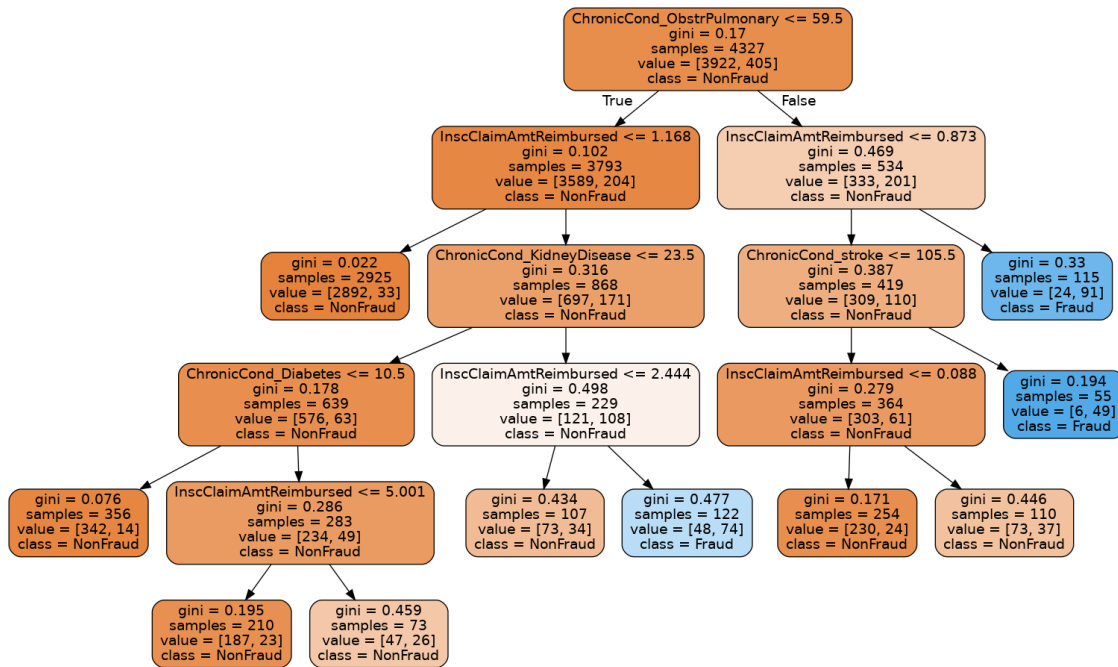 ChronicCond_ObstrPulmonary <= 59.5
gini = 0.17
samples = 4327
value = [3922, 405]
class = NonFraud
True
False
InscClaimAmtReimbursed <= 1.168
gini = 0.102
samples = 3793
value = [3589, 204]
class = NonFraud
InscClaimAmtReimbursed <= 0.873
gini = 0.469
samples = 534
value = [333, 201]
class = NonFraud
gini = 0.022
samples = 2925
value = [2892, 33]
class = NonFraud
ChronicCond_KidneyDisease <= 23.5
gini = 0.316
samples = 868
value = [697, 171]
class = NonFraud
ChronicCond_stroke <= 105.5
gini = 0.387
samples = 419
value = [309, 110]
class = NonFraud
gini = 0.33
samples = 115
value = [24, 91]
class = Fraud
ChronicCond_Diabetes <= 10.5
gini = 0.178
samples = 639
value = [576, 63]
class = NonFraud
InscClaimAmtReimbursed <= 2.444
gini = 0.498
samples = 229
value = [121, 108]
class = NonFraud
InscClaimAmtReimbursed <= 0.088
gini = 0.279
samples = 364
value = [303, 61]
class = NonFraud
gini = 0.194
samples = 55
value = [6, 49]
class = Fraud
gini = 0.076
samples = 356
value = [342, 14]
class = NonFraud
InscClaimAmtReimbursed <= 5.001
gini = 0.286
samples = 283
value = [234, 49]
class = NonFraud
gini = 0.434
samples = 107
value = [73, 34]
class = NonFraud
gini = 0.477
samples = 122
value = [48, 74]
class = Fraud
gini = 0.171
samples = 254
value = [230, 24]
class = NonFraud
gini = 0.446
samples = 110
value = [73, 37]
class = NonFraud
gini = 0.195
samples = 210
value = [187, 23]
class = NonFraud
gini = 0.459
samples = 73
value = [47, 26]
class = NonFraud